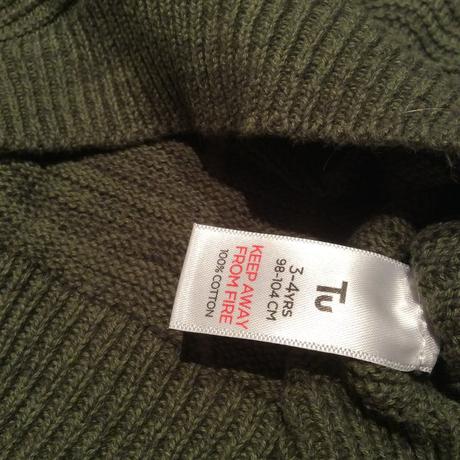 Tu
3-4YRS
98-104 CM
KEEP AWAY
FROM FIRE
100% COTTON